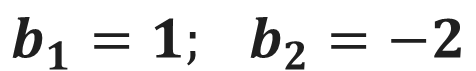 b₁ = 1; b₂ = −2